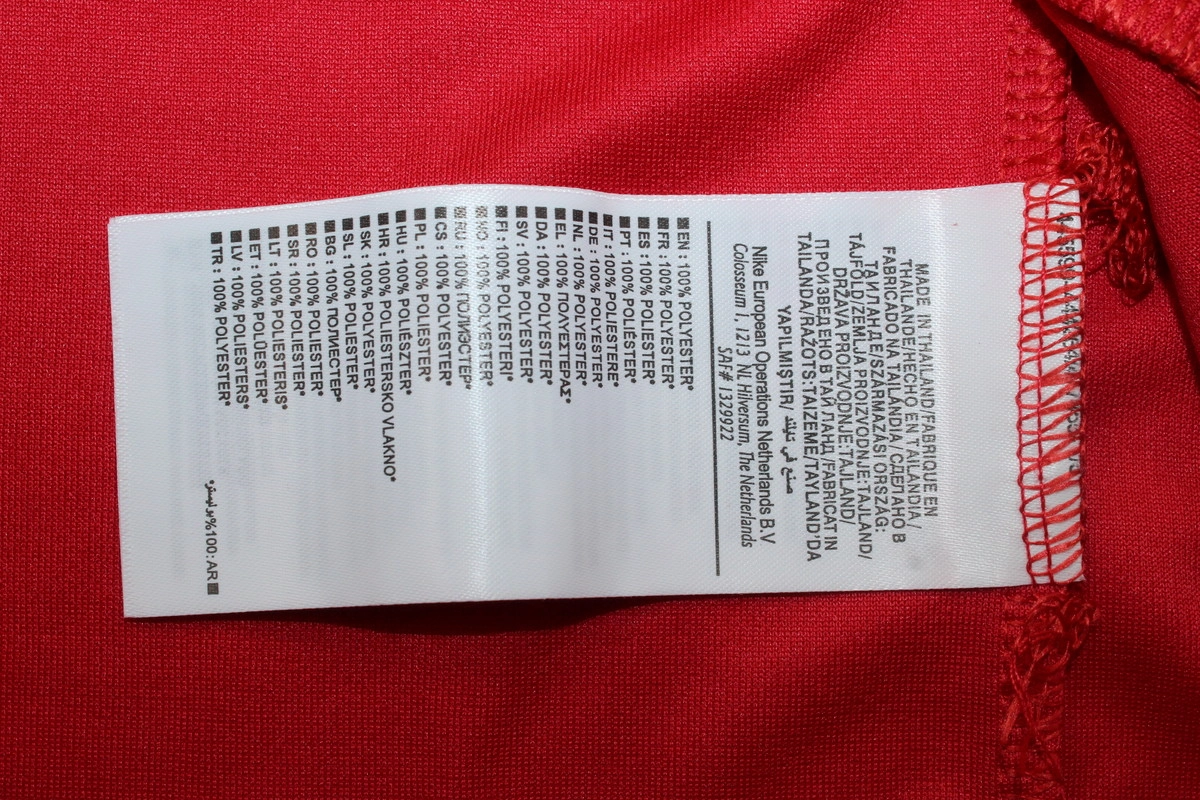 MADE IN THAILAND/FABRIQUE EN
THAILANDE/HECHO EN TAILANDIA/
FABRICADO NA TAILÂNDIA/СДЕЛАНО В
ТАИЛАНДЕ/SZÁRMAZÁSI ORSZÁG:
TÁJFÖLD/ZEMLJA PROIZVODNJE:TAJLAND/
DRŽAVA PROIZVODNJE:TAJLAND/
ПРОИЗВЕДЕНО В ТАЙЛАНД /FABRICAT IN
TAILANDA/RAŽOTS:TAIZEME/TAYLAND'DA
YAPILMIŞTIR/ صنع في تيلند
Nike European Operations Netherlands B.V
Colosseum 1, 1213 NL Hilversum, The Netherlands
SAF# 1329922
EN : 100% POLYESTER*
FR : 100% POLYESTER*
ES : 100% POLIÉSTER*
PT : 100% POLIÉSTER*
IT : 100% POLIESTERE*
DE : 100% POLYESTER*
NL : 100% POLYESTER*
EL : 100% ΠΟΛΥΕΣΤΕΡΑΣ*
DA : 100% POLYESTER*
SV : 100% POLYESTER*
FI : 100% POLYESTERI*
NO : 100% POLYESTER*
RU : 100% ПОЛИЭСТЕР*
CS : 100% POLYESTER*
PL : 100% POLIESTER*
HU : 100% POLIÉSZTER*
HR : 100% POLIESTERSKO VLAKNO*
SK : 100% POLYESTER*
SL : 100% POLIESTER*
BG : 100% ПОЛИЕСТЕР*
RO : 100% POLIESTER*
SR : 100% POLIESTER*
LT : 100% POLIESTERIS*
ET : 100% POLÜESTER*
LV : 100% POLIESTERS*
TR : 100% POLYESTER*
AR : 100% بوليستر*